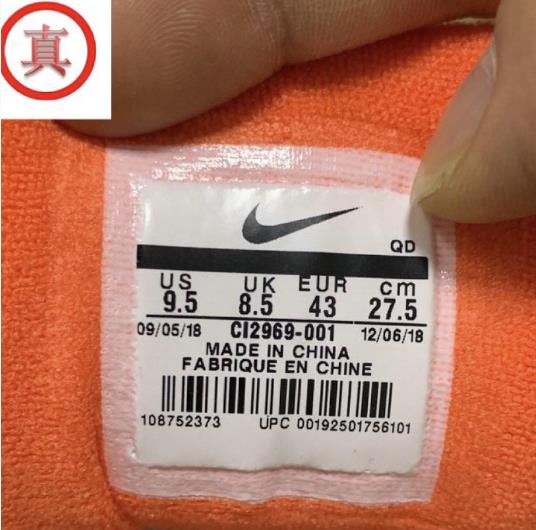 真
QD
US UK EUR cm
9.5 8.5 43 27.5
09/05/18 CI2969-001 12/06/18
MADE IN CHINA
FABRIQUE EN CHINE
108752373 UPC 00192501756101